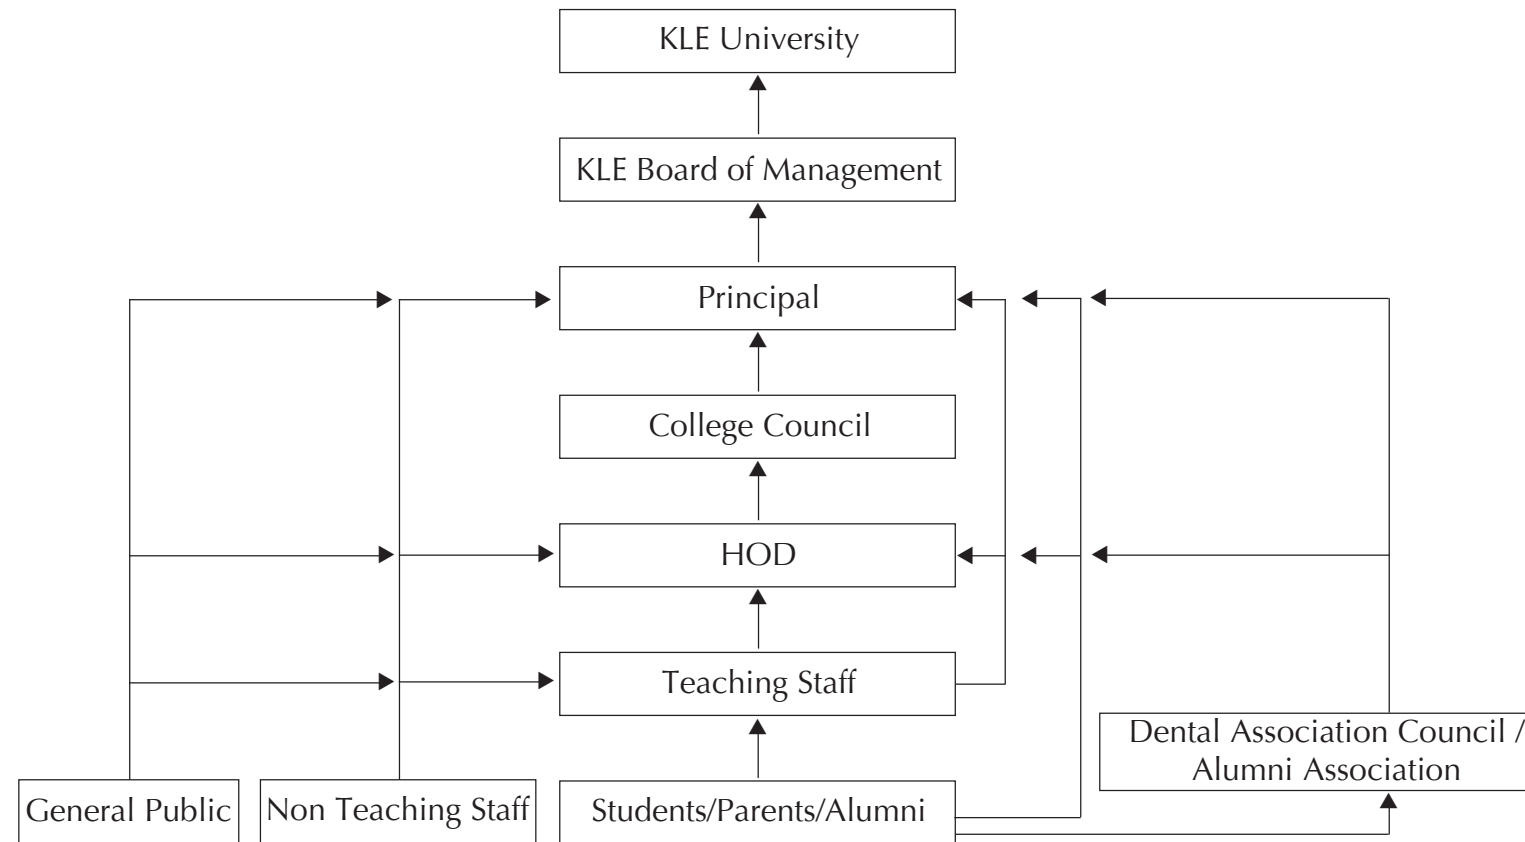 KLE University
KLE Board of Management
Principal
College Council
HOD
Teaching Staff
Dental Association Council /
Alumni Association
General Public
Non Teaching Staff
Students/Parents/Alumni